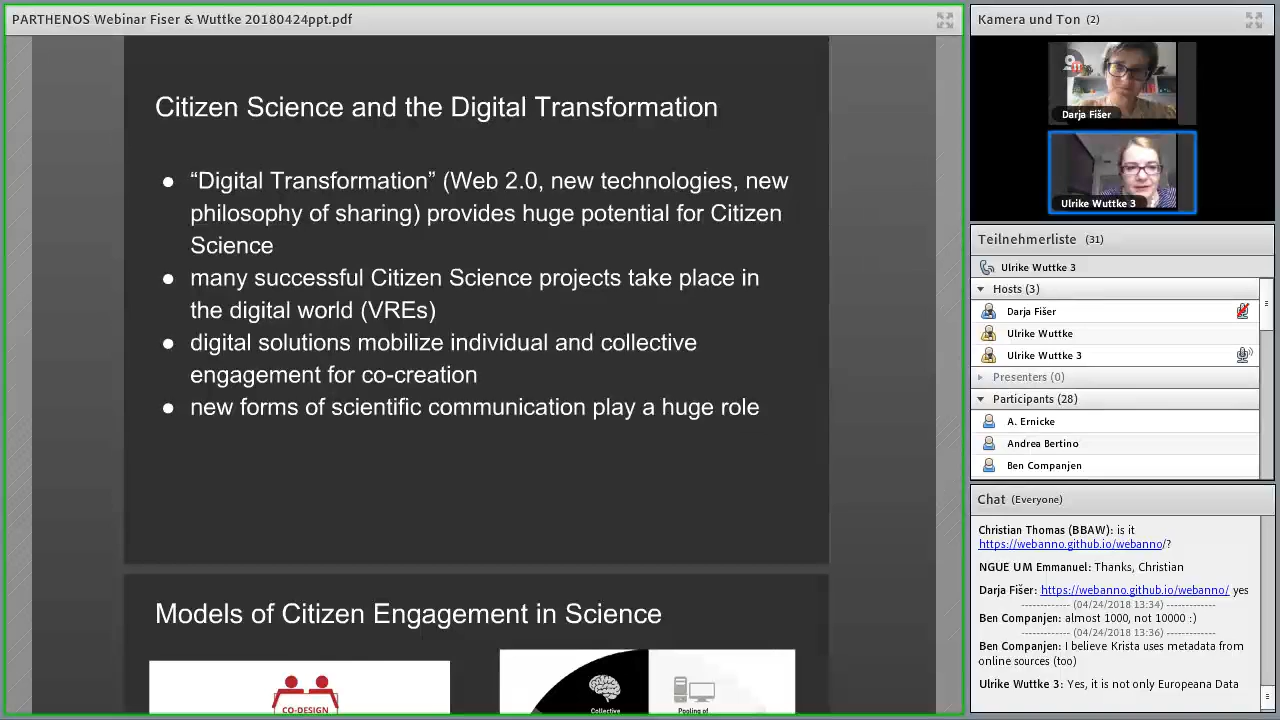 PARTHENOS Webinar Fiser & Wuttke 20180424ppt.pdf
Citizen Science and the Digital Transformation
● “Digital Transformation” (Web 2.0, new technologies, new
philosophy of sharing) provides huge potential for Citizen
Science
● many successful Citizen Science projects take place in
the digital world (VREs)
● digital solutions mobilize individual and collective
engagement for co-creation
● new forms of scientific communication play a huge role
Models of Citizen Engagement in Science
CO-DESIGN
Collective
Pooling of
Kamera und Ton (2)
Darja Fišer
Ulrike Wuttke 3
Teilnehmerliste (31)
Ulrike Wuttke 3
Hosts (3)
Darja Fišer
Ulrike Wuttke
Ulrike Wuttke 3
Presenters (0)
Participants (28)
A. Ernicke
Andrea Bertino
Ben Companjen
Chat (Everyone)
Christian Thomas (BBAW): is it
https://webanno.github.io/webanno/?
NGUE UM Emmanuel: Thanks, Christian
Darja Fišer: https://webanno.github.io/webanno/ yes
------------- (04/24/2018 13:34) -------------
Ben Companjen: almost 1000, not 10000 :)
------------- (04/24/2018 13:36) -------------
Ben Companjen: I believe Krista uses metadata from
online sources (too)
Ulrike Wuttke 3: Yes, it is not only Europeana Data